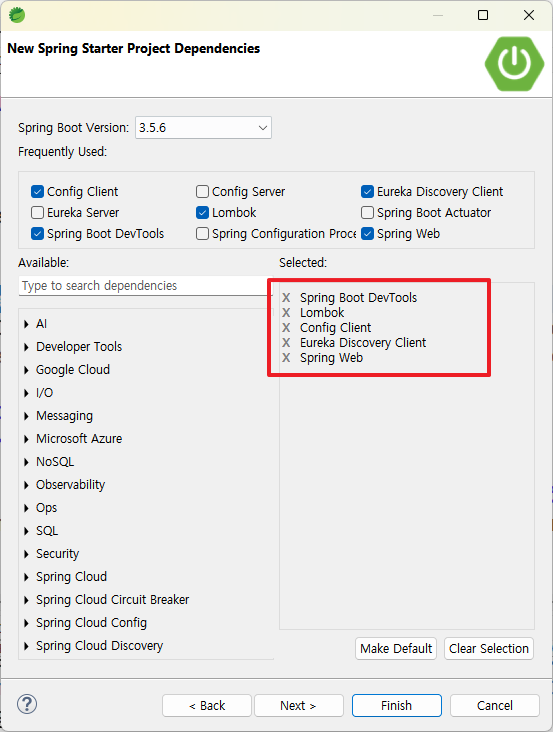 New Spring Starter Project Dependencies
Spring Boot Version: 3.5.6
Frequently Used:
Config Client Config Server Eureka Discovery Client
Eureka Server Lombok Spring Boot Actuator
Spring Boot DevTools Spring Configuration Proce Spring Web
Available: Selected:
Type to search dependencies
X Spring Boot DevTools
X Lombok
X Config Client
X Eureka Discovery Client
X Spring Web
AI
Developer Tools
Google Cloud
I/O
Messaging
Microsoft Azure
NoSQL
Observability
Ops
SQL
Security
Spring Cloud
Spring Cloud Circuit Breaker
Spring Cloud Config
Spring Cloud Discovery
Make Default Clear Selection
? < Back Next > Finish Cancel